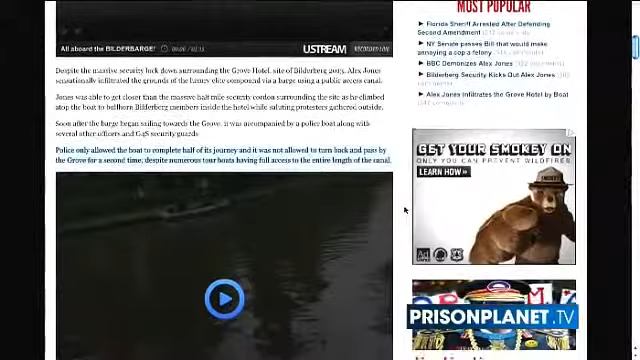 All aboard the BILDERBARGE!
USTREAM
Despite the massive security lock down surrounding the Grove Hotel, site of Bilderberg 2013, Alex Jones
sensationally infiltrated the grounds of the luxury elite compound via a barge using a public access canal.
Jones was able to get closer than the massive half mile security cordon surrounding the site as he climbed
atop the boat to bullhorn Bilderberg members inside the hotel while saluting protesters gathered outside.
Soon after the barge began sailing towards the Grove, it was accompanied by a police boat along with
several other officers and G4S security guards
Police only allowed the boat to complete half of its journey and it was not allowed to turn back and pass by
the Grove for a second time, despite numerous tour boats having full access to the entire length of the canal.
MOST POPULAR
Florida Sheriff Arrested After Defending
Second Amendment
NY Senate passes Bill that would make
annoying a cop a felony
BBC Demonizes Alex Jones
Bilderberg Security Kicks Out Alex Jones
Alex Jones Infiltrates the Grove Hotel by Boat
GET YOUR SMOKEY ON
ONLY YOU CAN PREVENT WILDFIRES
LEARN HOW »
SMOKEY
Ad
PRISONPLANET.TV